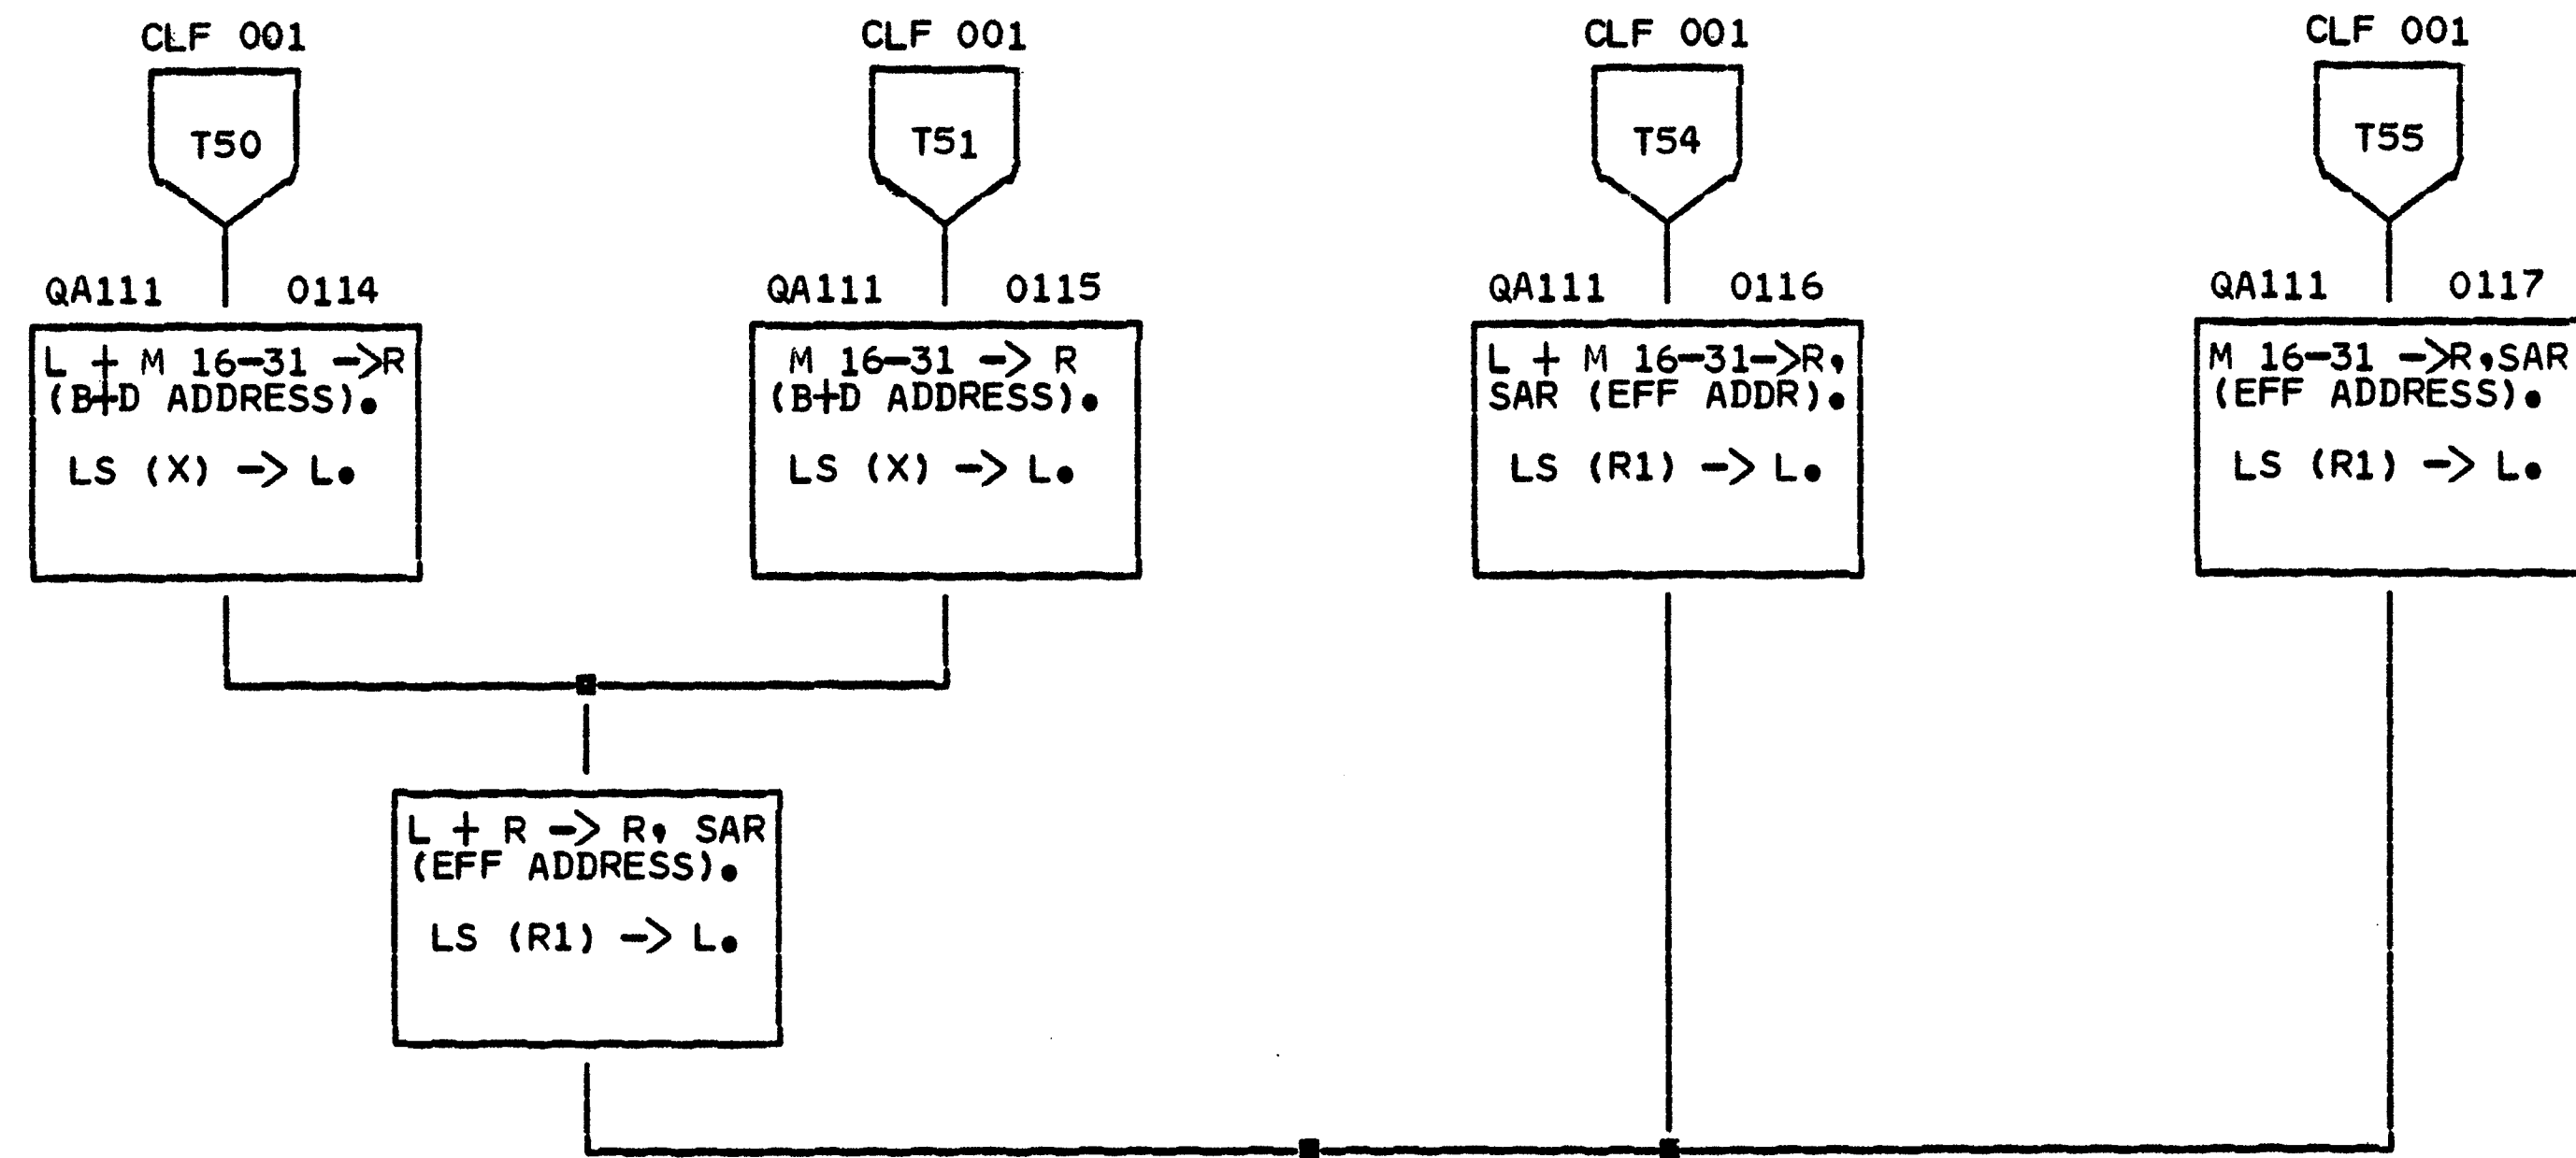 CLF 001
T50
QA111 0114
L + M 16-31 ->R
(B+D ADDRESS).
LS (X) -> L.
CLF 001
T51
QA111 0115
M 16-31 -> R
(B+D ADDRESS).
LS (X) -> L.
CLF 001
T54
QA111 0116
L + M 16-31->R,
SAR (EFF ADDR).
LS (R1) -> L.
CLF 001
T55
QA111 0117
M 16-31 ->R,SAR
(EFF ADDRESS).
LS (R1) -> L.
L + R -> R, SAR
(EFF ADDRESS).
LS (R1) -> L.